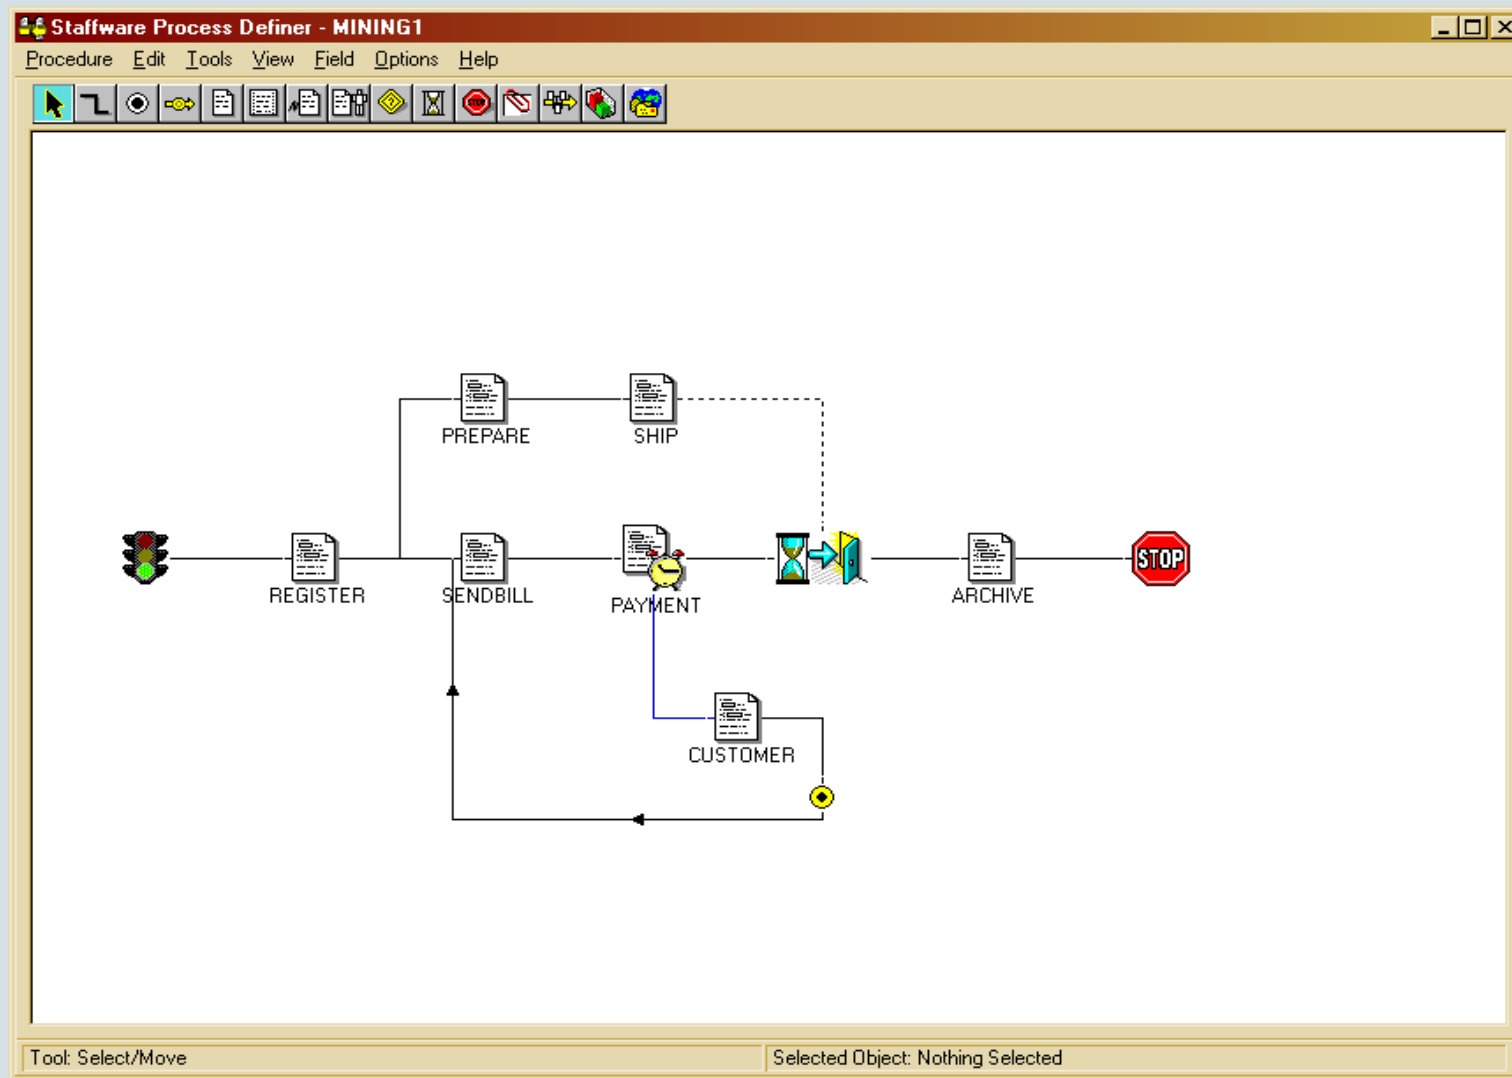 Staffware Process Definer - MINING1
Procedure Edit Tools View Field Options Help
PREPARE SHIP
STOP
REGISTER SENDBILL PAYMENT ARCHIVE
CUSTOMER
Tool: Select/Move Selected Object: Nothing Selected